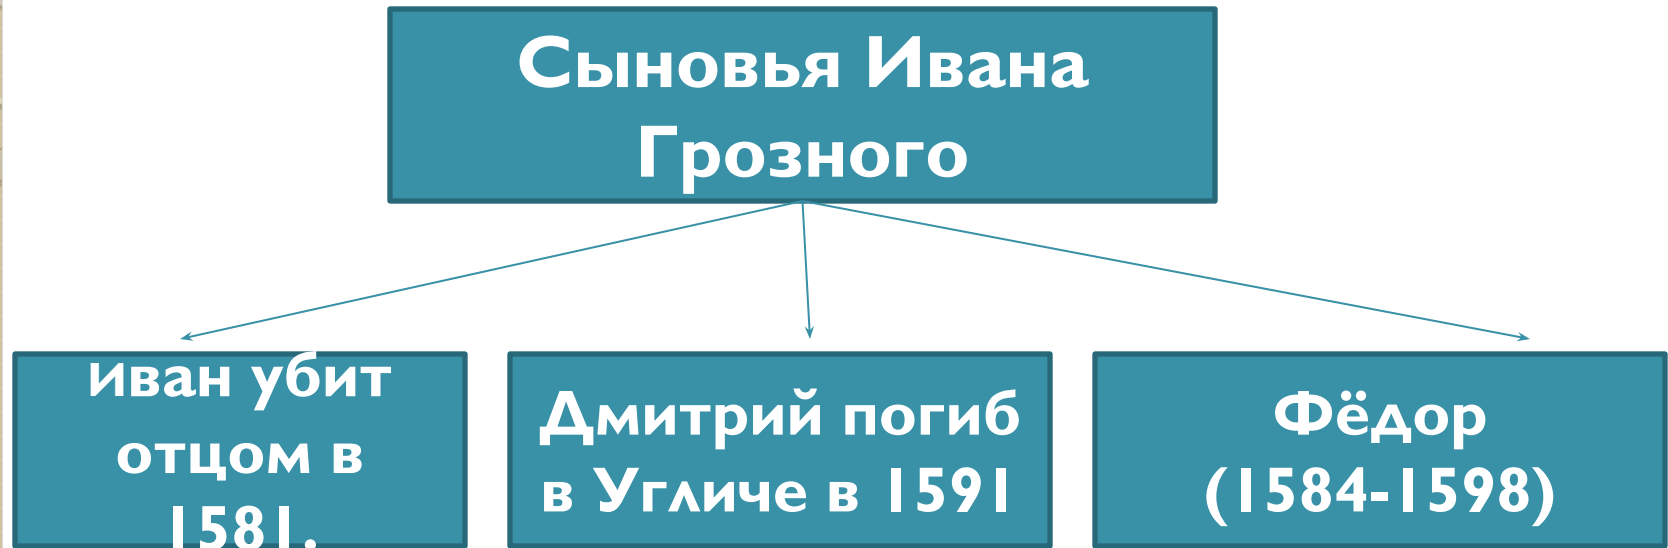 Сыновья Ивана
Грозного
Иван убит
отцом в
1581.
Дмитрий погиб
в Угличе в 1591
Фёдор
(1584-1598)